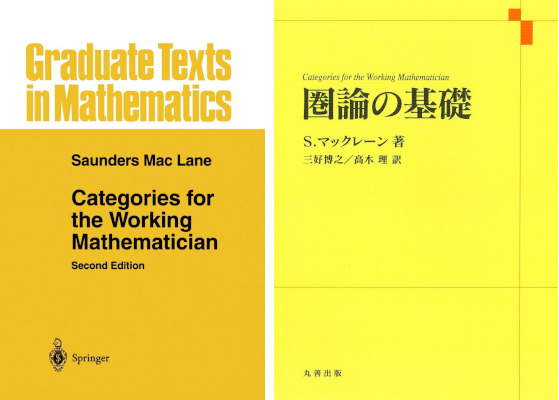 Graduate Texts
in Mathematics
Saunders Mac Lane
Categories for
the Working
Mathematician
Second Edition
Springer
Categories for the Working Mathematician
圏論の基礎
S.マックレーン 著
三好博之/高木 理 訳
丸善出版